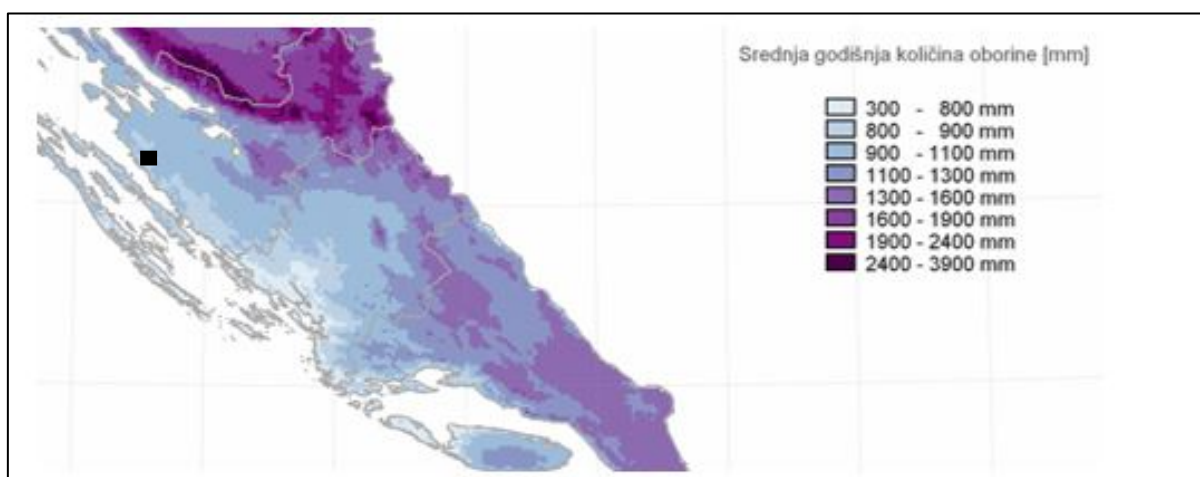 Srednja godišnja količina oborine [mm]
300 - 800 mm
800 - 900 mm
900 - 1100 mm
1100 - 1300 mm
1300 - 1600 mm
1600 - 1900 mm
1900 - 2400 mm
2400 - 3900 mm